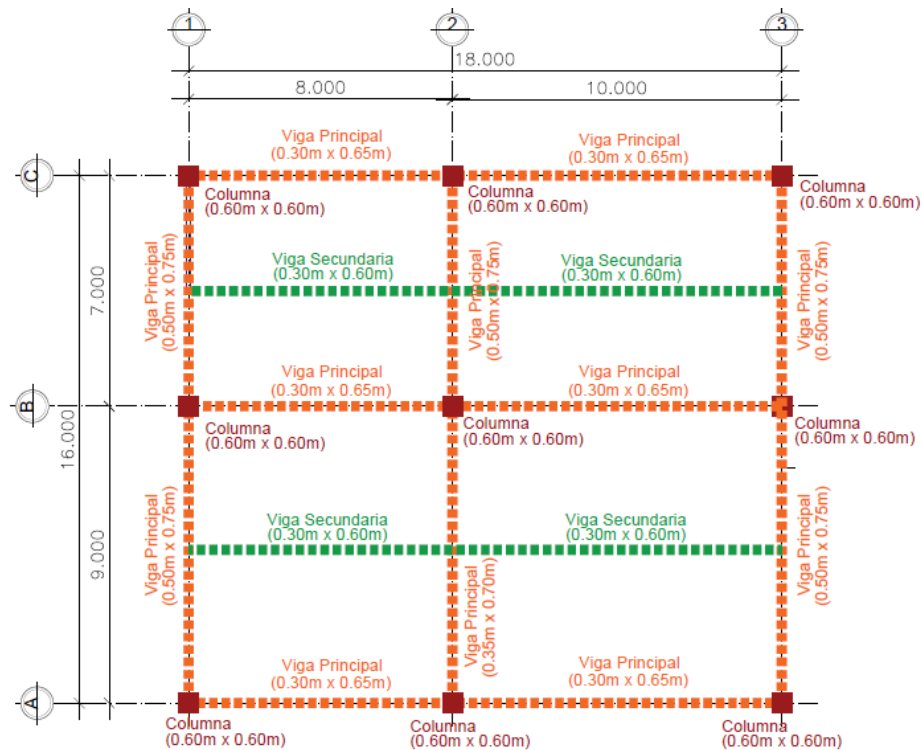 1
2
3
18.000
8.000
10.000
Viga Principal
(0.30m x 0.65m)
Viga Principal
(0.30m x 0.65m)
C
Columna
(0.60m x 0.60m)
Columna
(0.60m x 0.60m)
Columna
(0.60m x 0.60m)
7.000
Viga Principal
(0.50m x 0.75m)
Viga Secundaria
(0.30m x 0.60m)
Viga Principal
(0.50m x 0.75m)
Viga Secundaria
(0.30m x 0.60m)
Viga Principal
(0.50m x 0.75m)
Viga Principal
(0.30m x 0.65m)
Viga Principal
(0.30m x 0.65m)
B
16.000
Columna
(0.60m x 0.60m)
Columna
(0.60m x 0.60m)
Columna
(0.60m x 0.60m)
9.000
Viga Principal
(0.50m x 0.75m)
Viga Secundaria
(0.30m x 0.60m)
Viga Secundaria
(0.30m x 0.60m)
Viga Principal
(0.50m x 0.75m)
Viga Principal
(0.35m x 0.70m)
Viga Principal
(0.30m x 0.65m)
Viga Principal
(0.30m x 0.65m)
A
Columna
(0.60m x 0.60m)
Columna
(0.60m x 0.60m)
Columna
(0.60m x 0.60m)